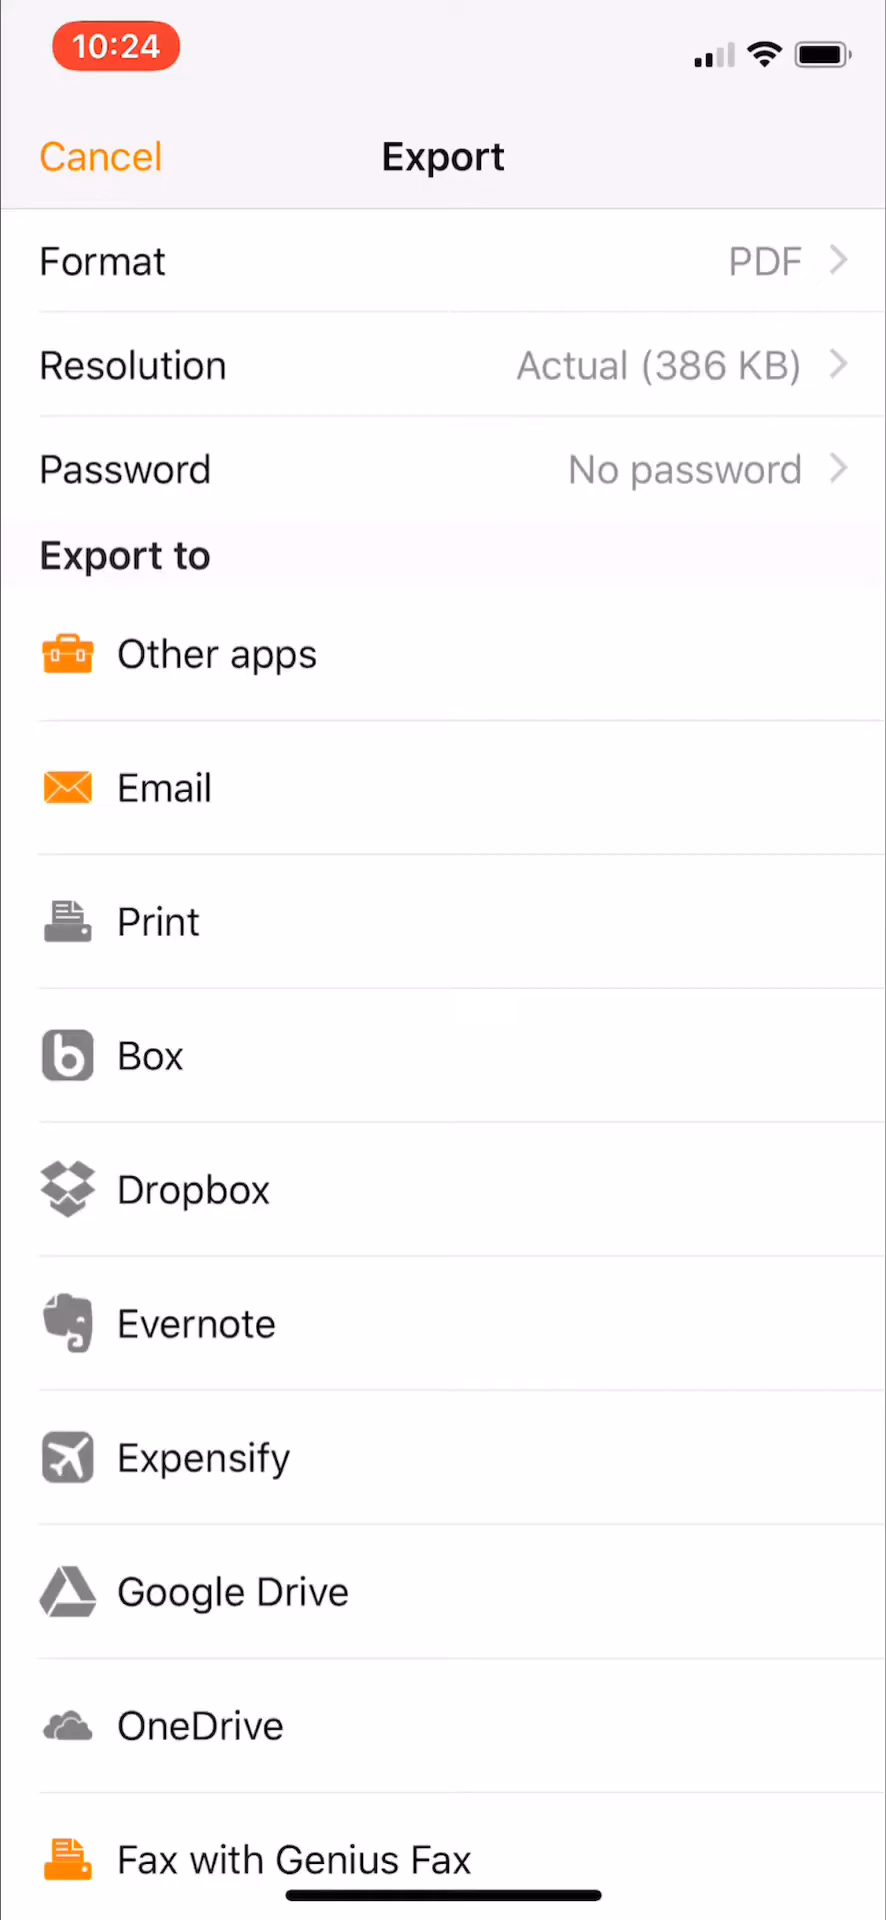 10:24
Cancel
Export
Format PDF
Resolution Actual (386 KB)
Password No password
Export to
Other apps
Email
Print
Box
Dropbox
Evernote
Expensify
Google Drive
OneDrive
Fax with Genius Fax